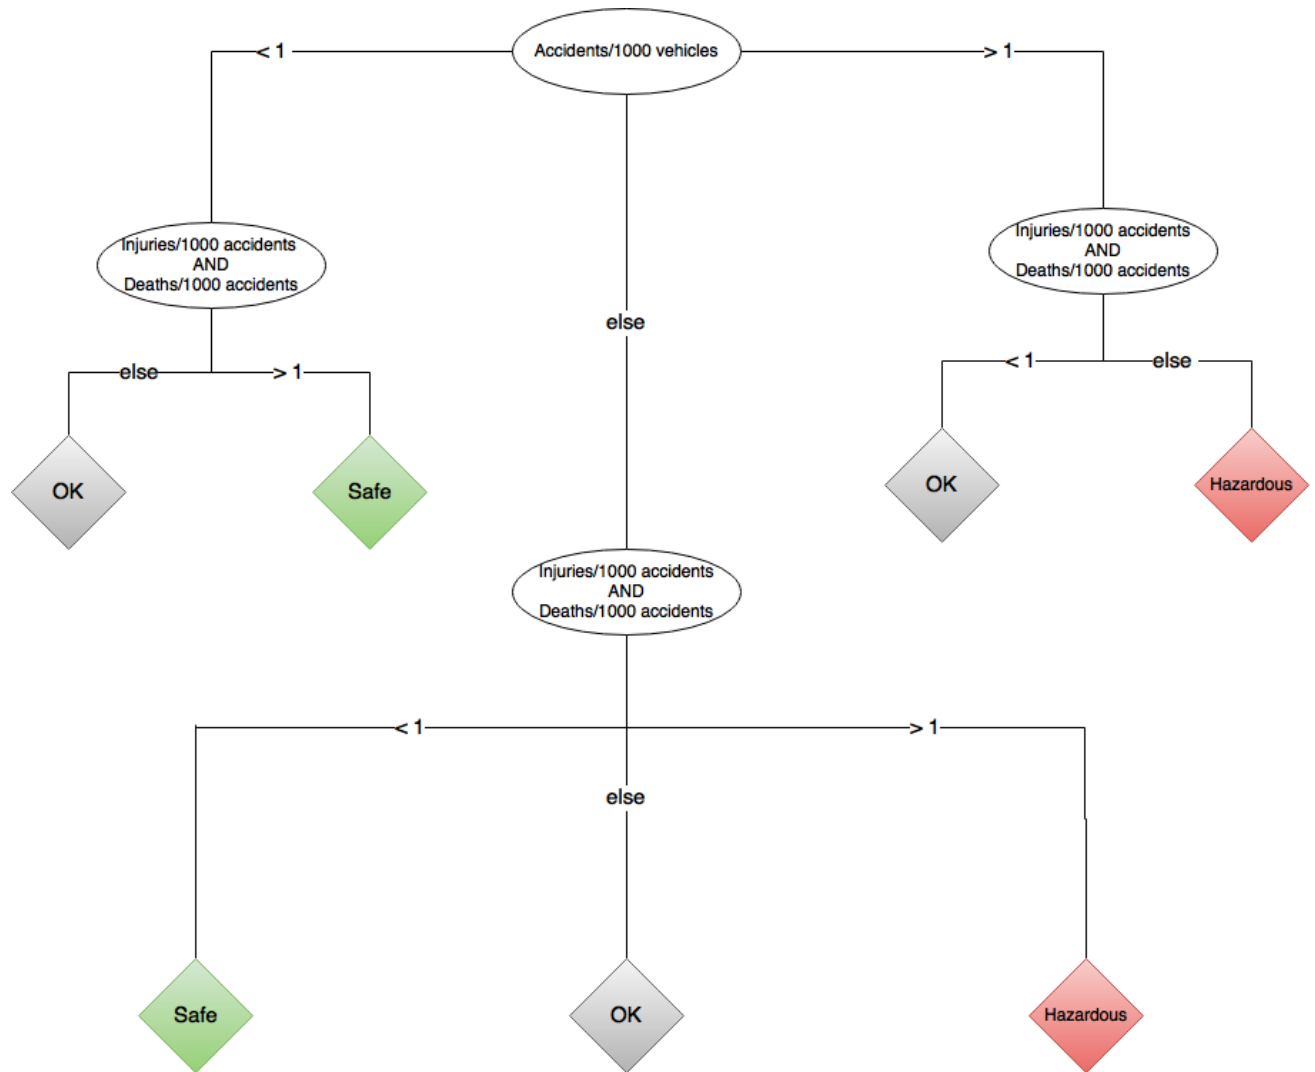 < 1
Accidents/1000 vehicles
> 1
Injuries/1000 accidents
AND
Deaths/1000 accidents
Injuries/1000 accidents
AND
Deaths/1000 accidents
else
else
> 1
< 1
else
OK
Safe
OK
Hazardous
Injuries/1000 accidents
AND
Deaths/1000 accidents
< 1
> 1
else
Safe
OK
Hazardous